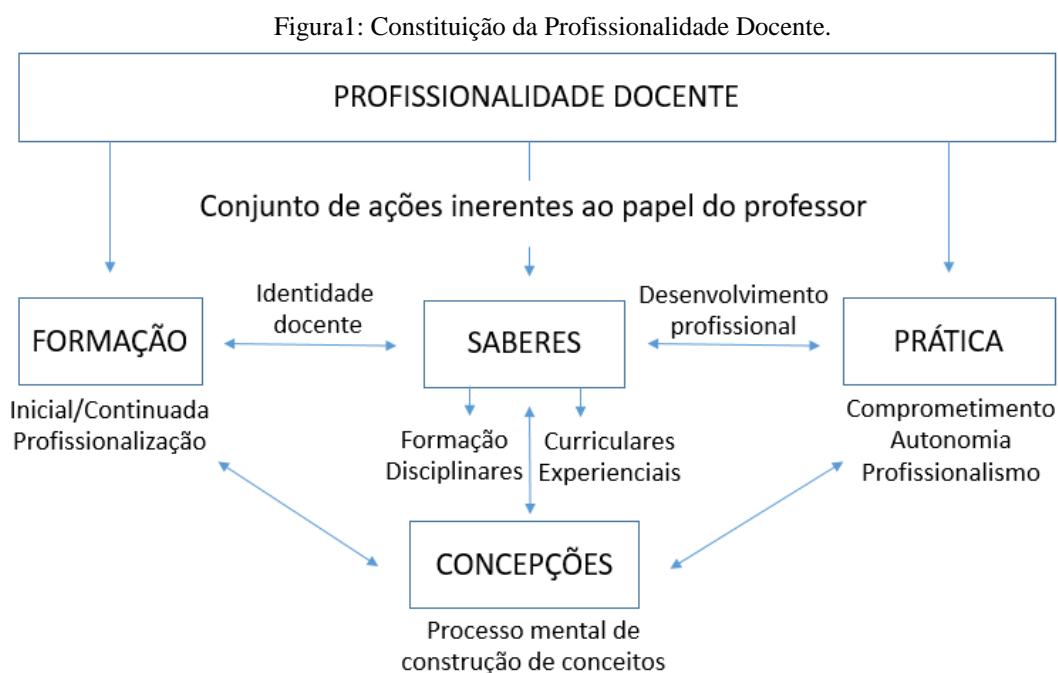 Figura1: Constituição da Profissionalidade Docente.
PROFISSIONALIDADE DOCENTE
Conjunto de ações inerentes ao papel do professor
FORMAÇÃO
Inicial/Continuada
Profissionalização
Identidade
docente
SABERES
Formação
Disciplinares
Curriculares
Experienciais
Desenvolvimento
profissional
PRÁTICA
Comprometimento
Autonomia
Profissionalismo
CONCEPÇÕES
Processo mental de
construção de conceitos